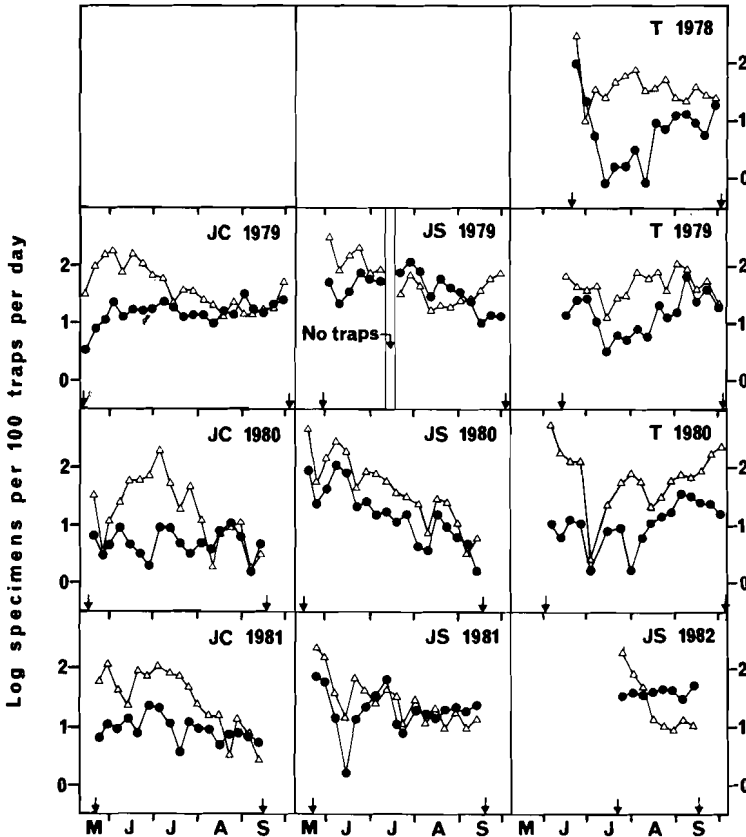 T 1978
2
1
0
JC 1979
JS 1979
T 1979
2
1
0
No traps
2
1
0
JC 1980
JS 1980
T 1980
2
1
0
2
1
0
JC 1981
JS 1981
JS 1982
2
1
0
2
1
0
M J J A S
M J J A S
M J J A S
Log specimens per 100 traps per day